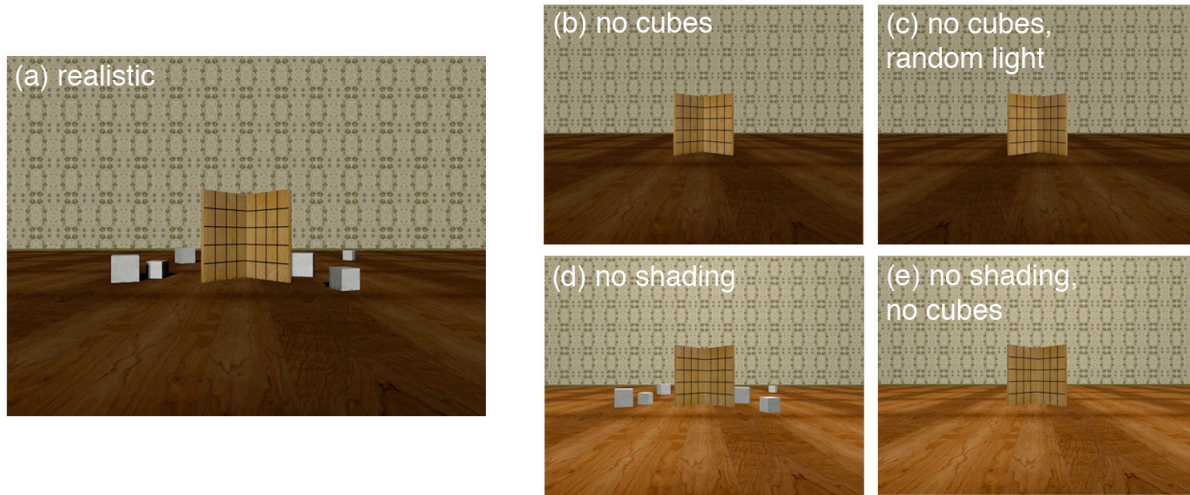 (a) realistic
(b) no cubes
(c) no cubes,
random light
(d) no shading
(e) no shading,
no cubes